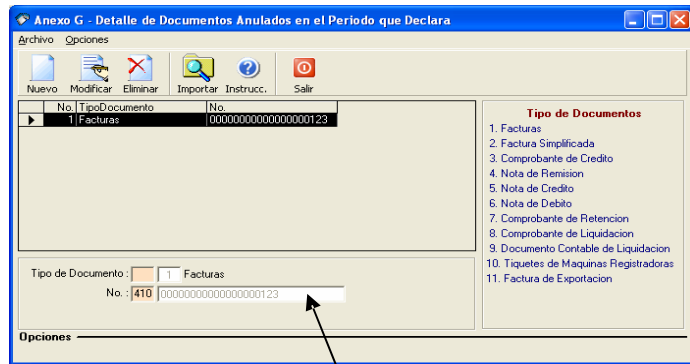 Anexo G - Detalle de Documentos Anulados en el Periodo que Declara
Archivo Opciones
Nuevo Modificar Eliminar Importar Instrucc. Salir
No. TipoDocumento No.
1 Facturas 00000000000000000123
Tipo de Documentos
1. Facturas
2. Factura Simplificada
3. Comprobante de Credito
4. Nota de Remision
5. Nota de Credito
6. Nota de Debito
7. Comprobante de Retencion
8. Comprobante de Liquidacion
9. Documento Contable de Liquidacion
10. Tiquetes de Maquinas Registradoras
11. Factura de Exportacion
Tipo de Documento : 1 Facturas
No. : 410 00000000000000000123
Opciones